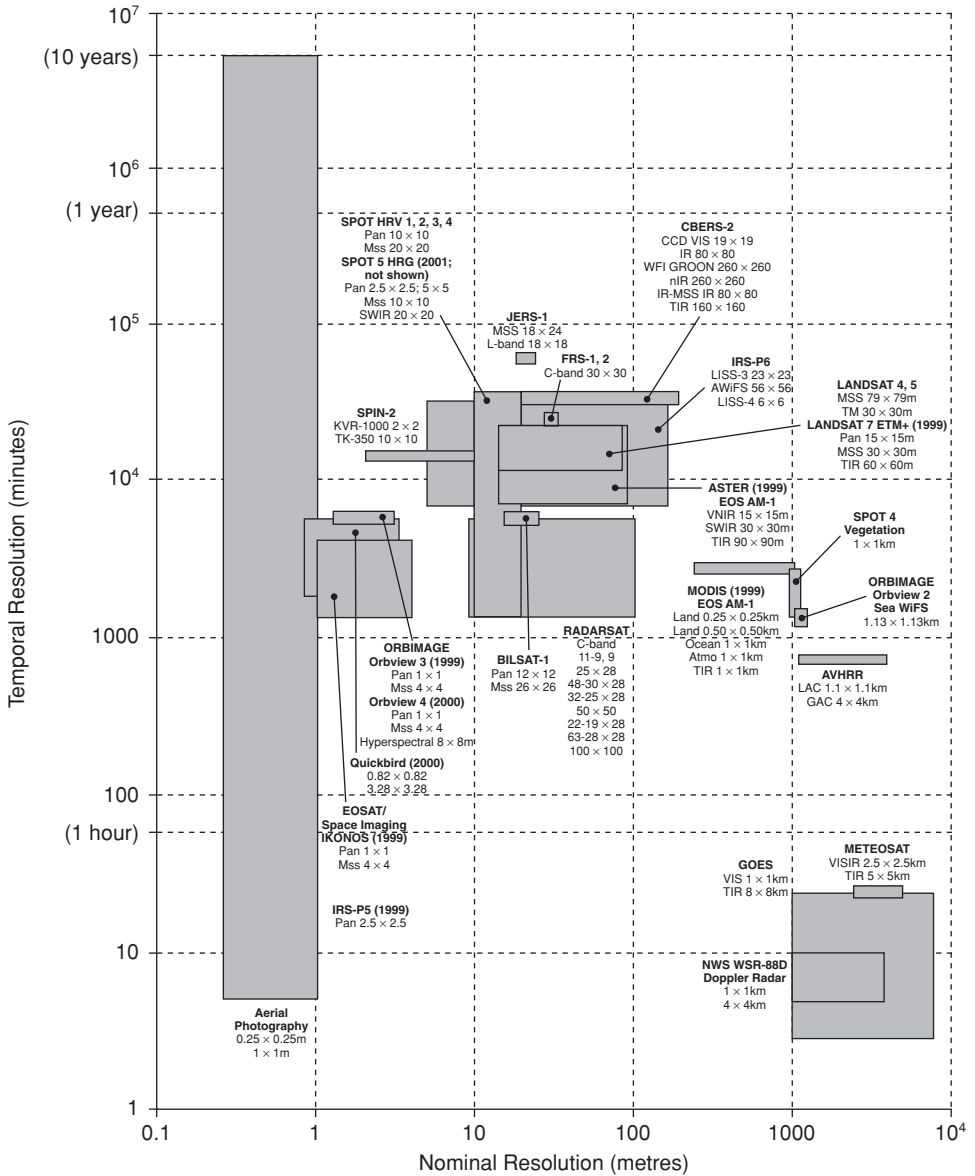 10⁷
(10 years)
10⁶
(1 year)
10⁵
10⁴
1000
100
(1 hour)
10
1
Temporal Resolution (minutes)
SPOT HRV 1, 2, 3, 4
Pan 10 × 10
Mss 20 × 20
SPOT 5 HRG (2001;
not shown)
Pan 2.5 × 2.5; 5 × 5
Mss 10 × 10
SWIR 20 × 20
CBERS-2
CCD VIS 19 × 19
IR 80 × 80
WFI GROON 260 × 260
nIR 260 × 260
IR-MSS IR 80 × 80
TIR 160 × 160
JERS-1
MSS 18 × 24
L-band 18 × 18
FRS-1, 2
C-band 30 × 30
IRS-P6
LISS-3 23 × 23
AWiFS 56 × 56
LISS-4 6 × 6
LANDSAT 4, 5
MSS 79 × 79m
TM 30 × 30m
LANDSAT 7 ETM+ (1999)
Pan 15 × 15m
MSS 30 × 30m
TIR 60 × 60m
SPIN-2
KVR-1000 2 × 2
TK-350 10 × 10
ASTER (1999)
EOS AM-1
VNIR 15 × 15m
SWIR 30 × 30m
TIR 90 × 90m
SPOT 4
Vegetation
1 × 1km
MODIS (1999)
EOS AM-1
Land 0.25 × 0.25km
Land 0.50 × 0.50km
Ocean 1 × 1km
Atmo 1 × 1km
TIR 1 × 1km
ORBIMAGE
Orbview 2
Sea WiFS
1.13 × 1.13km
ORBIMAGE
Orbview 3 (1999)
Pan 1 × 1
Mss 4 × 4
Orbview 4 (2000)
Pan 1 × 1
Mss 4 × 4
Hyperspectral 8 × 8m
Quickbird (2000)
0.82 × 0.82
3.28 × 3.28
BILSAT-1
Pan 12 × 12
Mss 26 × 26
RADARSAT
C-band
11-9, 9
25 × 28
48-30 × 28
32-25 × 28
50 × 50
22-19 × 28
63-28 × 28
100 × 100
AVHRR
LAC 1.1 × 1.1km
GAC 4 × 4km
EOSAT/
Space Imaging
IKONOS (1999)
Pan 1 × 1
Mss 4 × 4
IRS-P5 (1999)
Pan 2.5 × 2.5
GOES
VIS 1 × 1km
TIR 8 × 8km
METEOSAT
VISIR 2.5 × 2.5km
TIR 5 × 5km
NWS WSR-88D
Doppler Radar
1 × 1km
4 × 4km
Aerial
Photography
0.25 × 0.25m
1 × 1m
0.1
1
10
100
1000
10⁴
Nominal Resolution (metres)